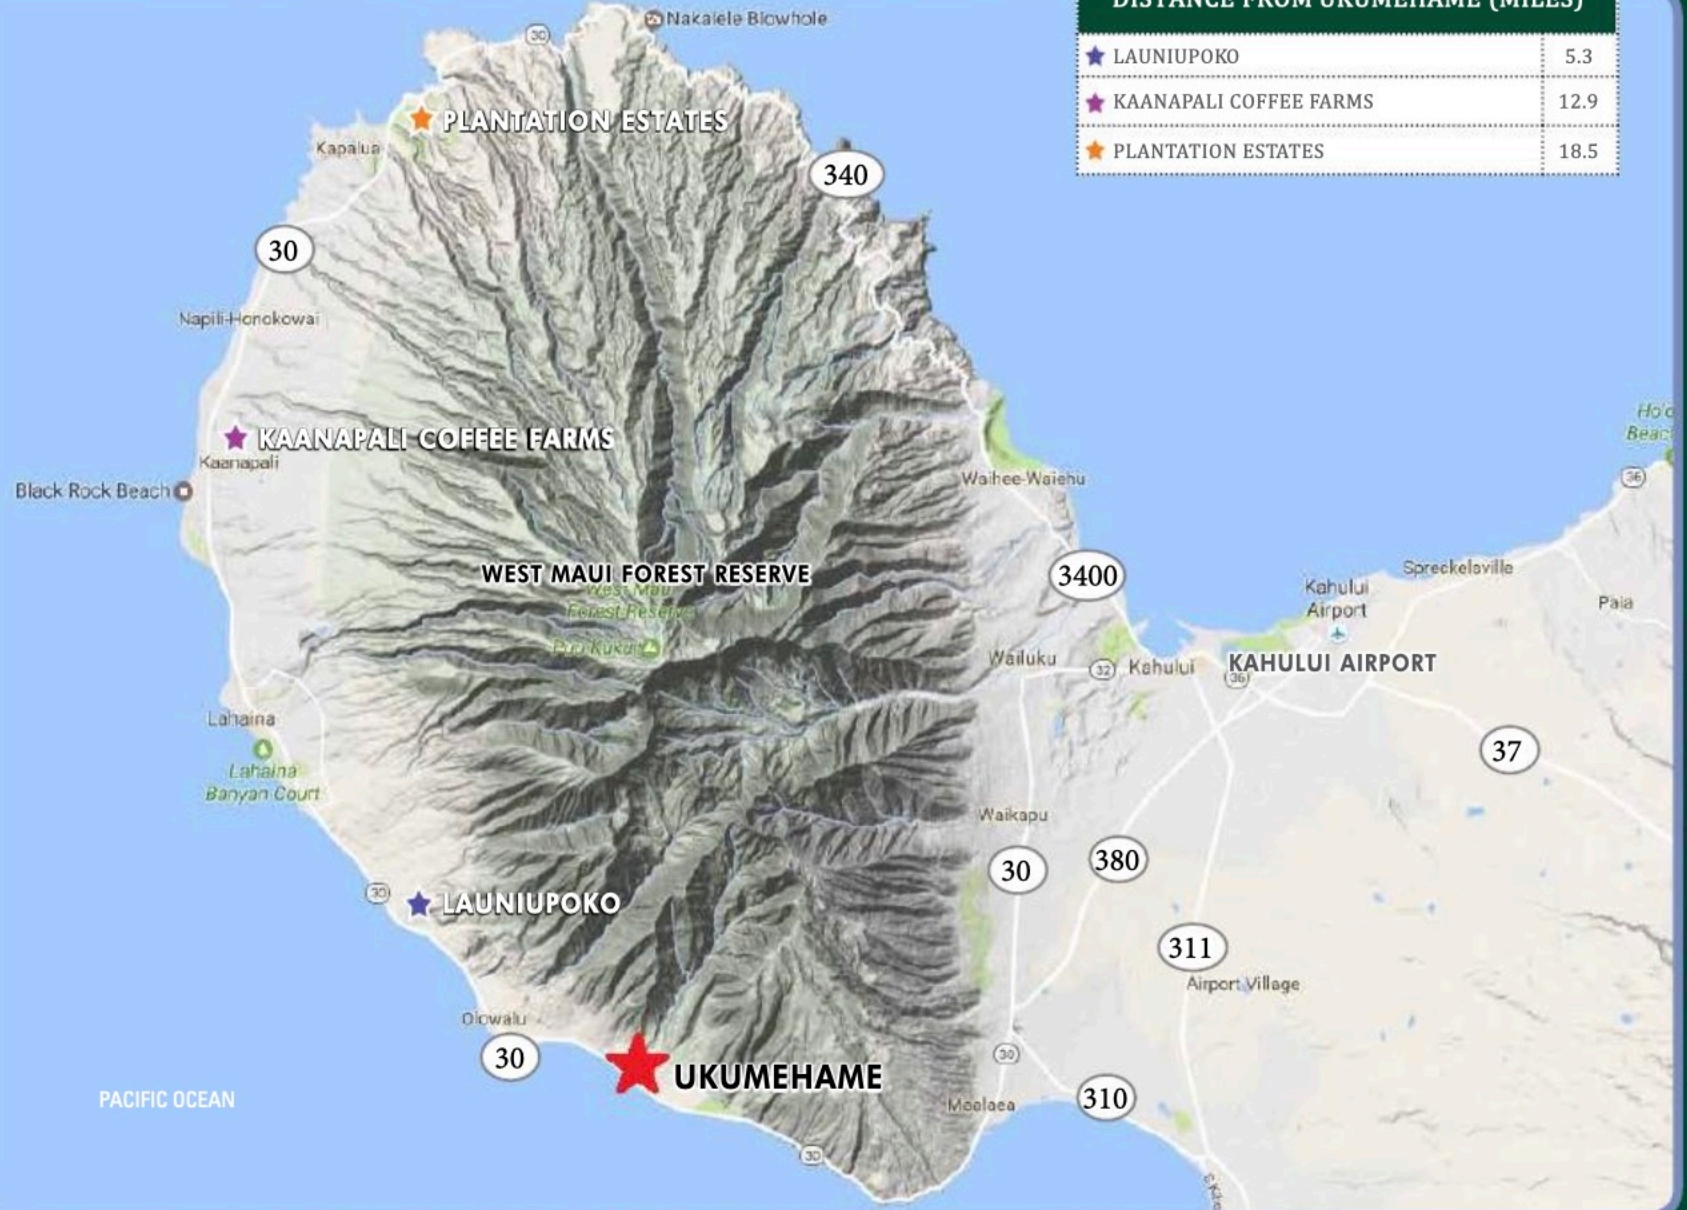 DISTANCE FROM UKUMEHAME (MILES)
LAUNIUPOKO 5.3
KAANAPALI COFFEE FARMS 12.9
PLANTATION ESTATES 18.5
Nakalele Blowhole
30
PLANTATION ESTATES
Kapalua
340
30
Napili-Honokowai
KAANAPALI COFFEE FARMS
Kaanapali
Black Rock Beach
Waihee-Waiehu
36
WEST MAUI FOREST RESERVE
West Maui
Forest Reserve
Puu Kukui
3400
Spreckelsville
Kahului
Airport
Paia
Wailuku
32
Kahului
KAHULUI AIRPORT
36
Lahaina
Lahaina
Banyan Court
37
Waikapu
30
380
30
LAUNIUPOKO
311
Airport Village
Olowalu
30
UKUMEHAME
30
310
Maalaea
PACIFIC OCEAN
30